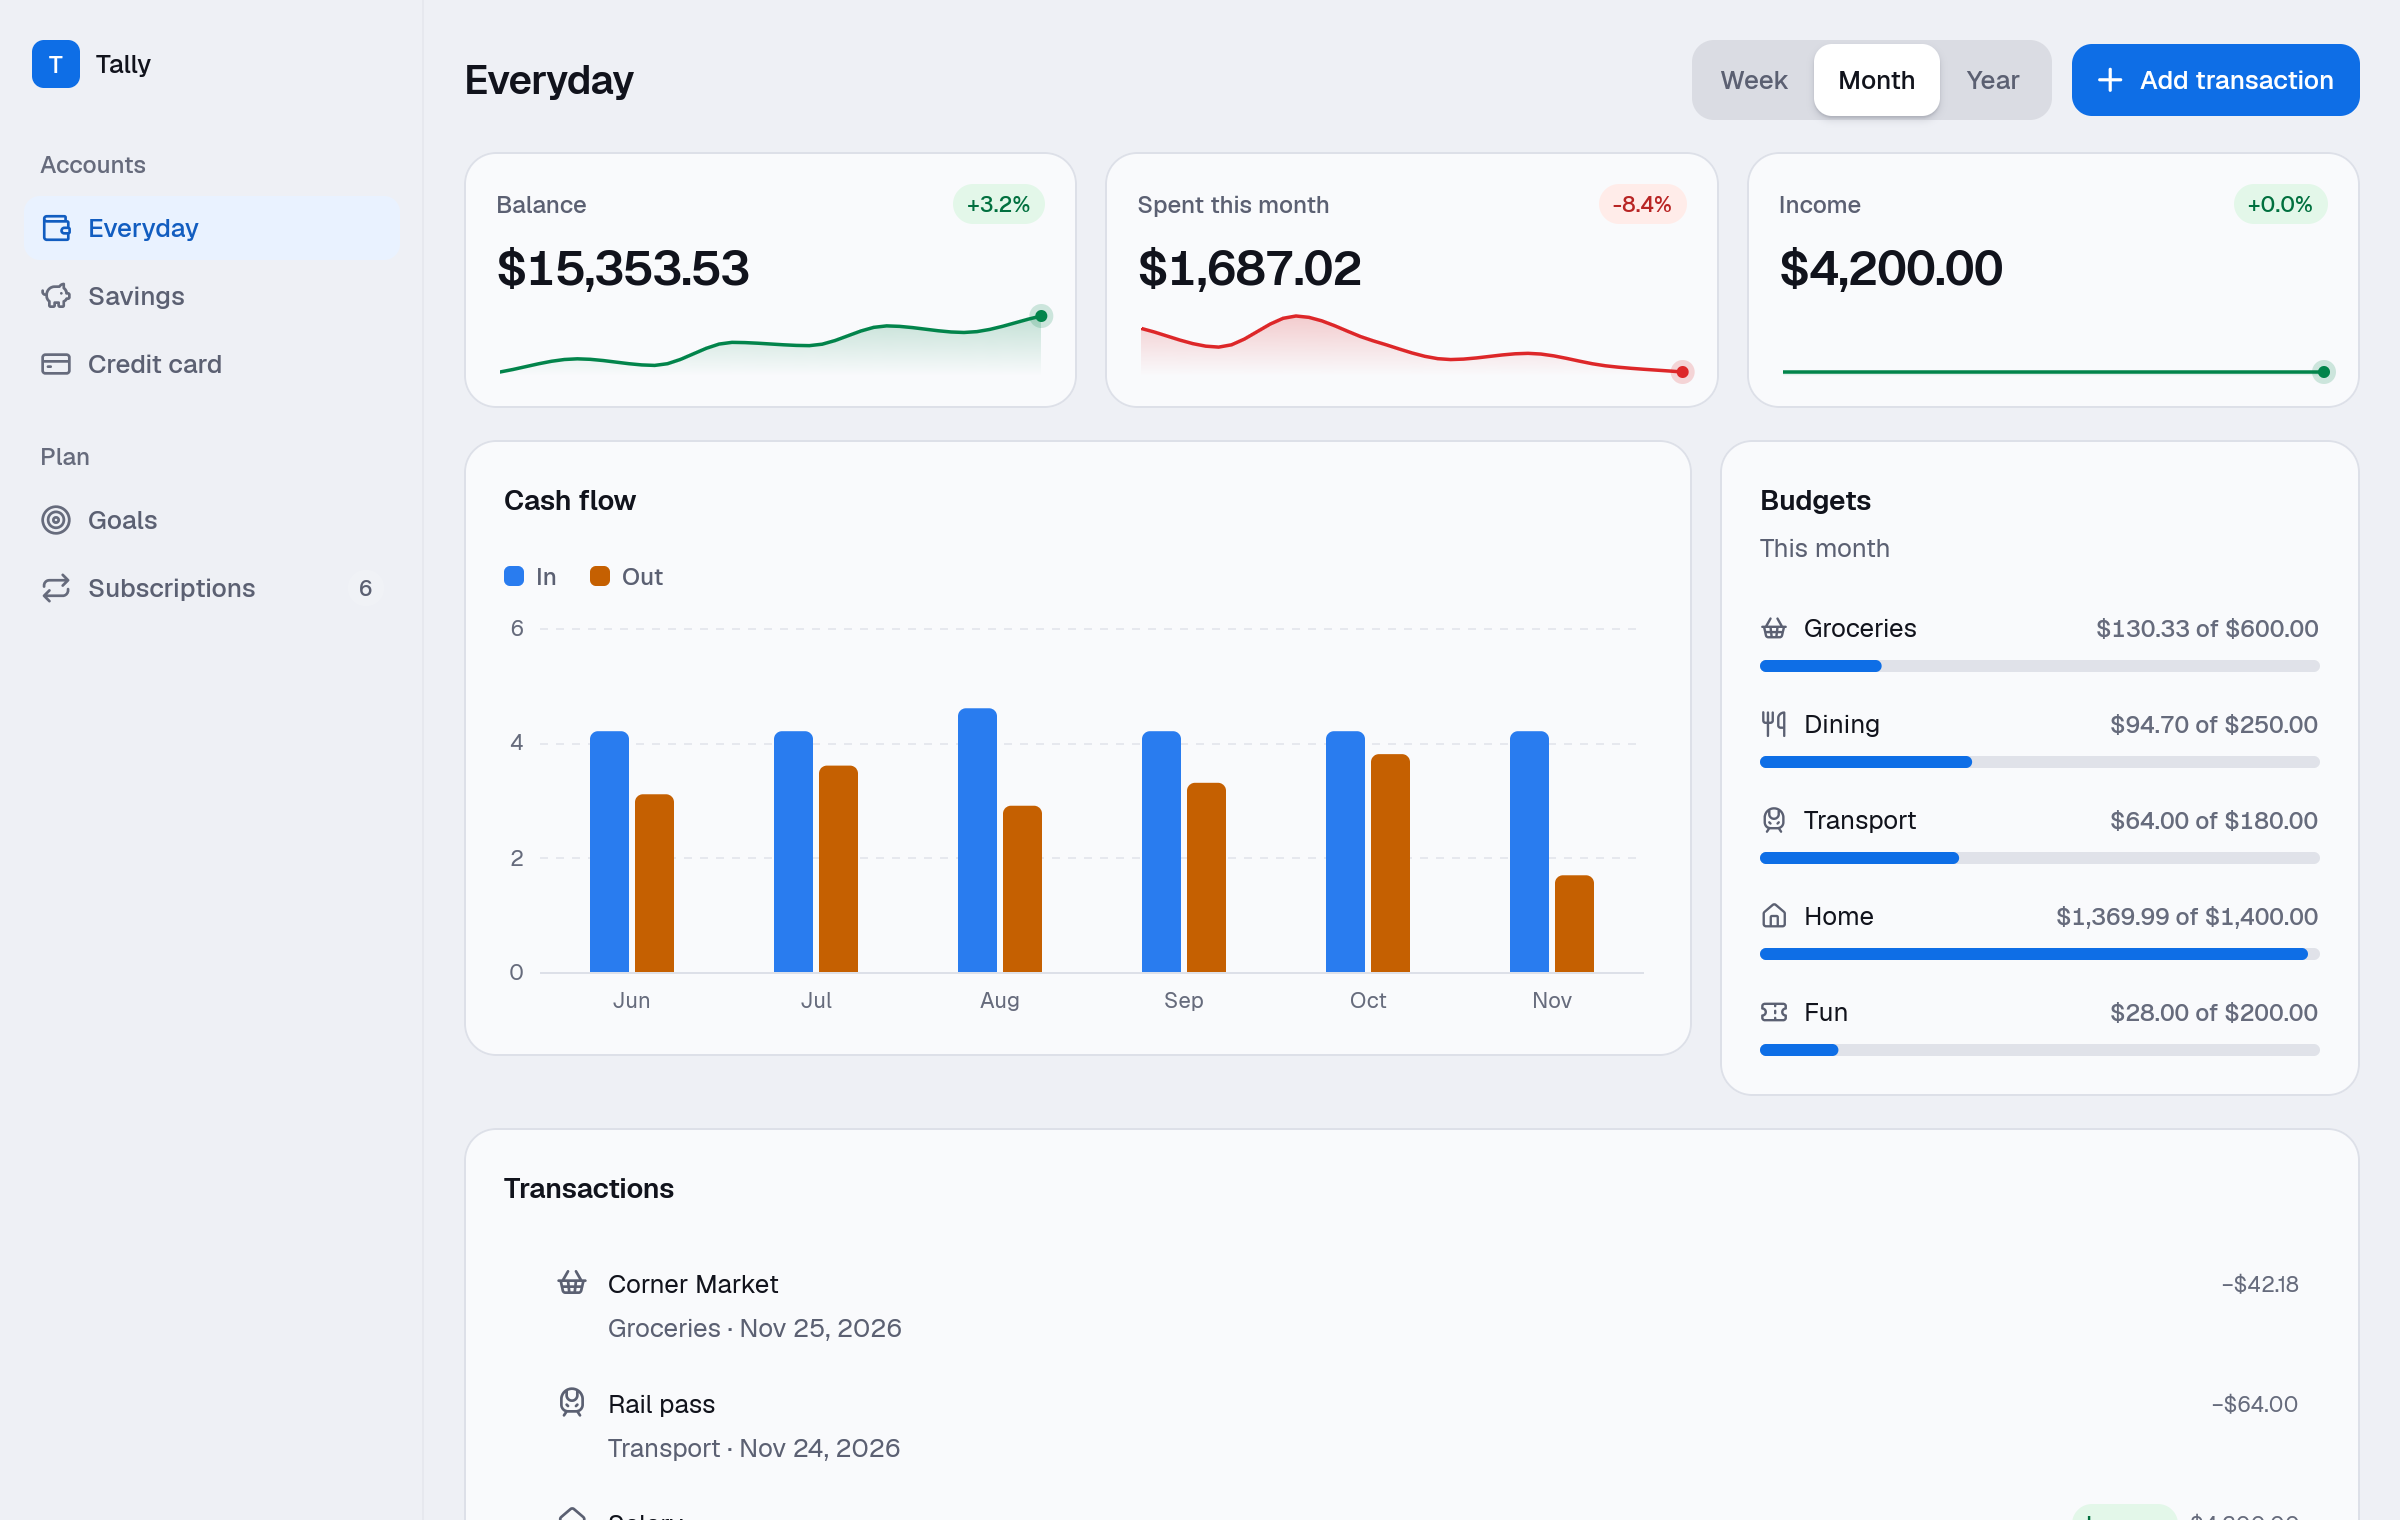 T Tally
Accounts
Everyday
Savings
Credit card
Plan
Goals
Subscriptions 6
Everyday
Week Month Year
Add transaction
Balance +3.2%
$15,353.53
Spent this month -8.4%
$1,687.02
Income +0.0%
$4,200.00
Cash flow
In Out
6
4
2
0
Jun Jul Aug Sep Oct Nov
Budgets
This month
Groceries $130.33 of $600.00
Dining $94.70 of $250.00
Transport $64.00 of $180.00
Home $1,369.99 of $1,400.00
Fun $28.00 of $200.00
Transactions
Corner Market −$42.18
Groceries · Nov 25, 2026
Rail pass −$64.00
Transport · Nov 24, 2026
Salary